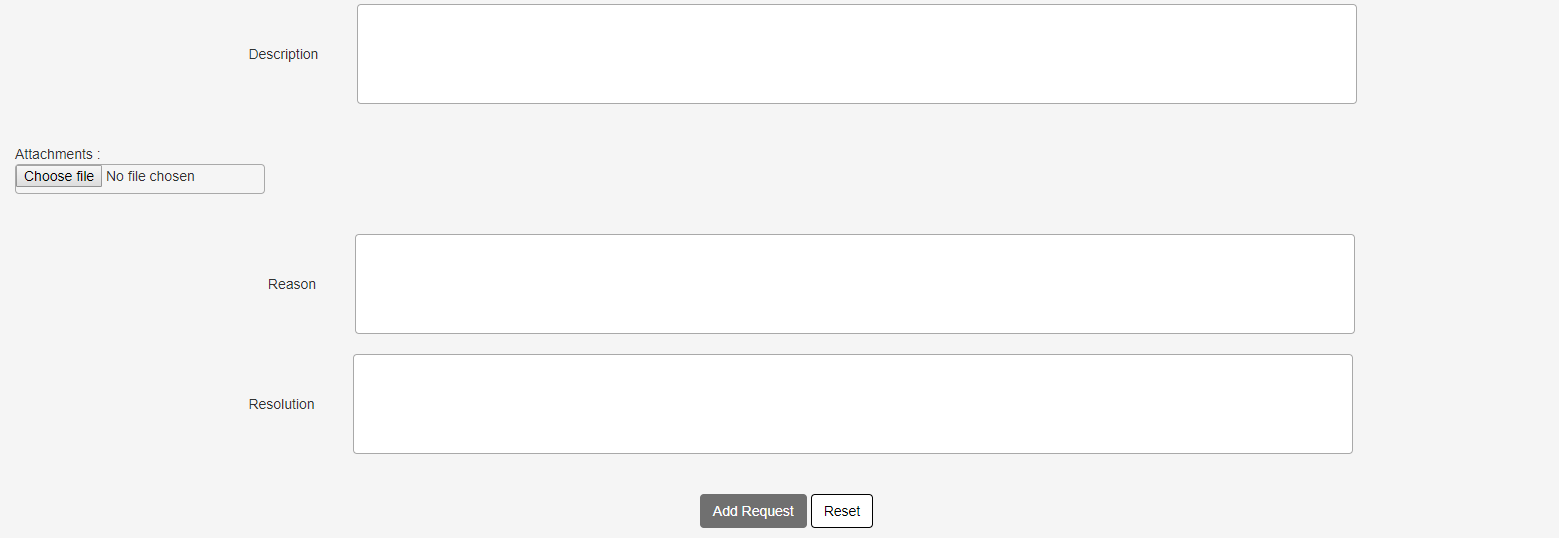 Description
Attachments :
Choose file No file chosen
Reason
Resolution
Add Request Reset